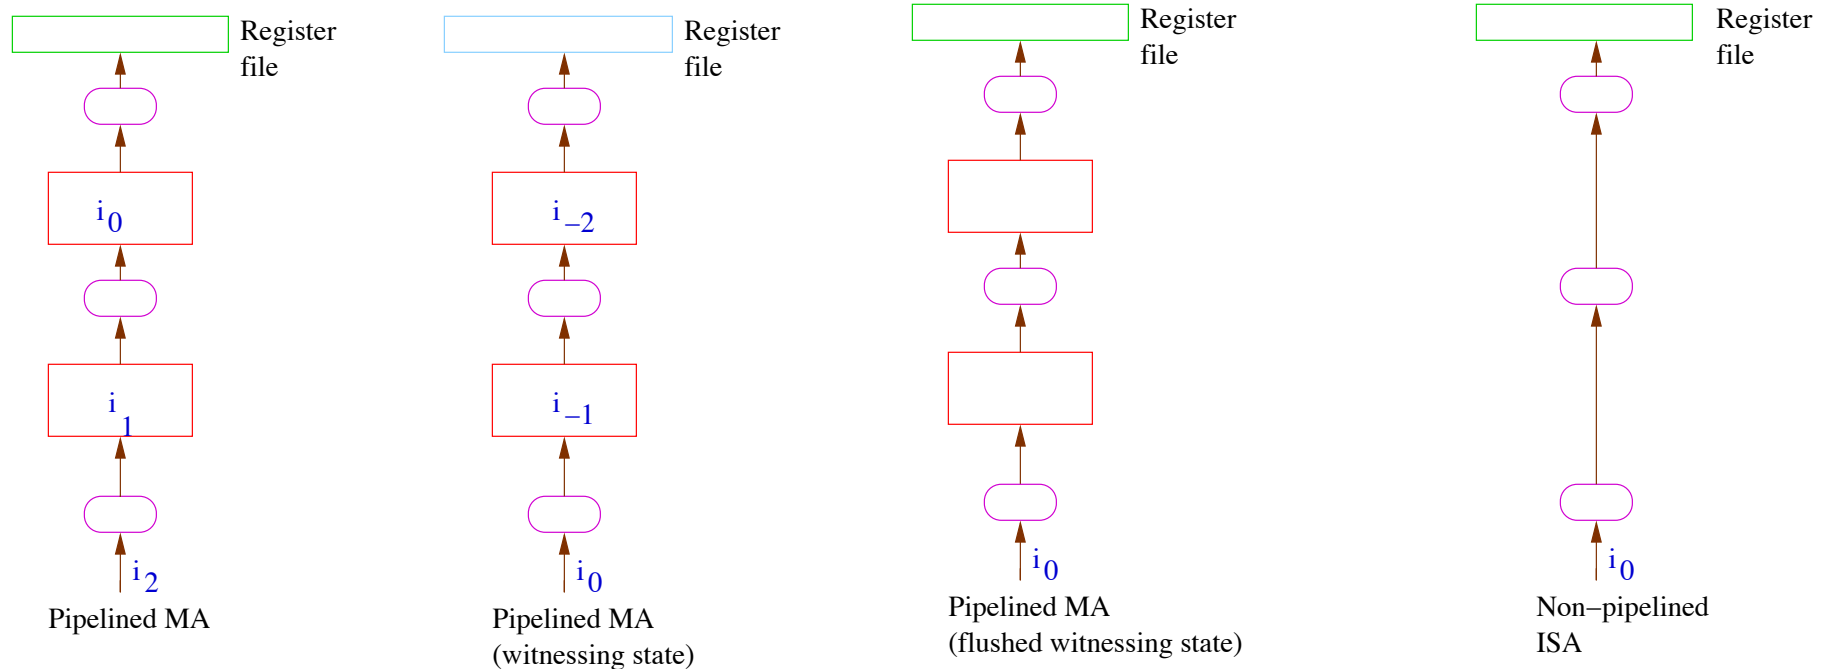 Register
file
i0
i1
i2
Pipelined MA
Register
file
i−2
i−1
i0
Pipelined MA
(witnessing state)
Register
file
i0
Pipelined MA
(flushed witnessing state)
Register
file
i0
Non−pipelined
ISA